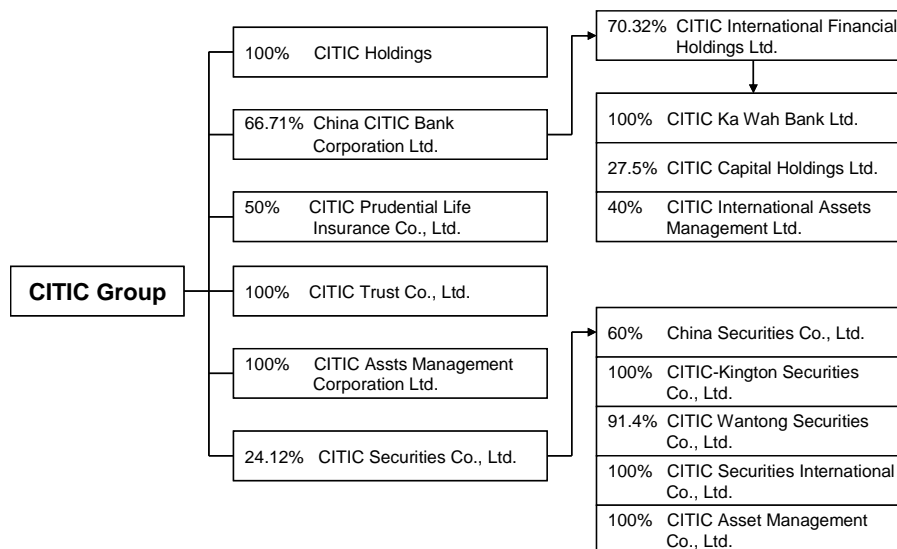 CITIC Group
100% CITIC Holdings
66.71% China CITIC Bank
Corporation Ltd.
50% CITIC Prudential Life
Insurance Co., Ltd.
100% CITIC Trust Co., Ltd.
100% CITIC Assts Management
Corporation Ltd.
24.12% CITIC Securities Co., Ltd.
70.32% CITIC International Financial
Holdings Ltd.
100% CITIC Ka Wah Bank Ltd.
27.5% CITIC Capital Holdings Ltd.
40% CITIC International Assets
Management Ltd.
60% China Securities Co., Ltd.
100% CITIC-Kington Securities
Co., Ltd.
91.4% CITIC Wantong Securities
Co., Ltd.
100% CITIC Securities International
Co., Ltd.
100% CITIC Asset Management
Co., Ltd.